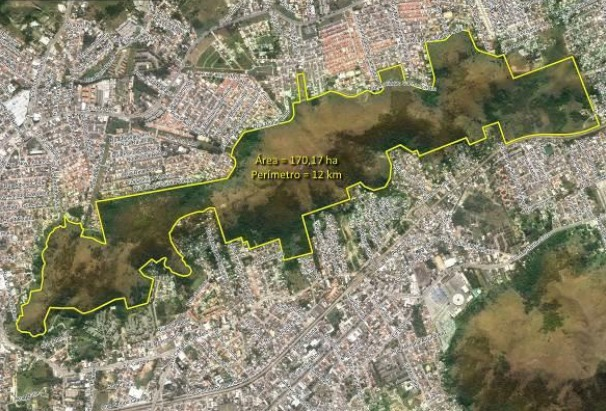 Área = 170,17 ha
Perímetro = 12 km